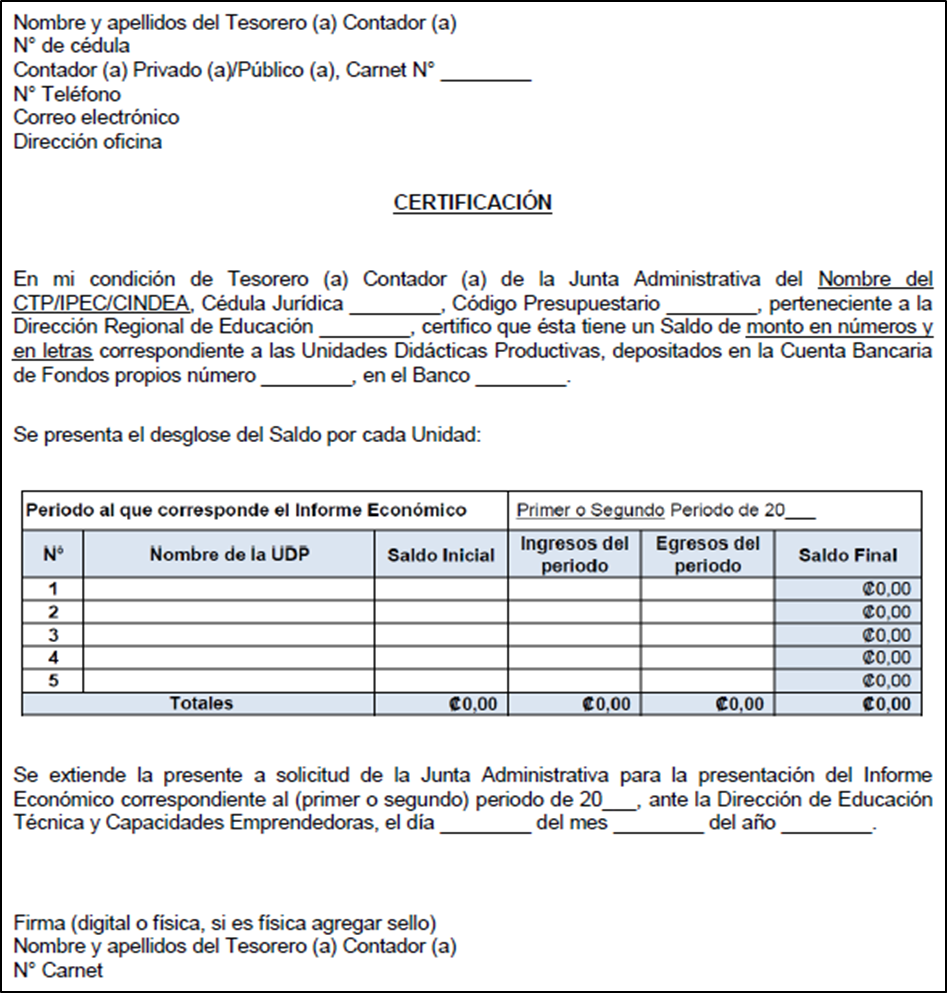 Nombre y apellidos del Tesorero (a) Contador (a)
N° de cédula
Contador (a) Privado (a)/Público (a), Carnet N° ________
N° Teléfono
Correo electrónico
Dirección oficina
CERTIFICACIÓN
En mi condición de Tesorero (a) Contador (a) de la Junta Administrativa del Nombre del
CTP/IPEC/CINDEA, Cédula Jurídica ________, Código Presupuestario ________, perteneciente a la
Dirección Regional de Educación ________, certifico que ésta tiene un Saldo de monto en números y
en letras correspondiente a las Unidades Didácticas Productivas, depositados en la Cuenta Bancaria
de Fondos propios número ________, en el Banco ________.
Se presenta el desglose del Saldo por cada Unidad:
Periodo al que corresponde el Informe Económico Primer o Segundo Periodo de 20___
N° Nombre de la UDP Saldo Inicial Ingresos del periodo Egresos del periodo Saldo Final
1 ₡0,00
2 ₡0,00
3 ₡0,00
4 ₡0,00
5 ₡0,00
Totales ₡0,00 ₡0,00 ₡0,00 ₡0,00
Se extiende la presente a solicitud de la Junta Administrativa para la presentación del Informe
Económico correspondiente al (primer o segundo) periodo de 20___, ante la Dirección de Educación
Técnica y Capacidades Emprendedoras, el día ________ del mes ________ del año ________.
Firma (digital o física, si es física agregar sello)
Nombre y apellidos del Tesorero (a) Contador (a)
N° Carnet